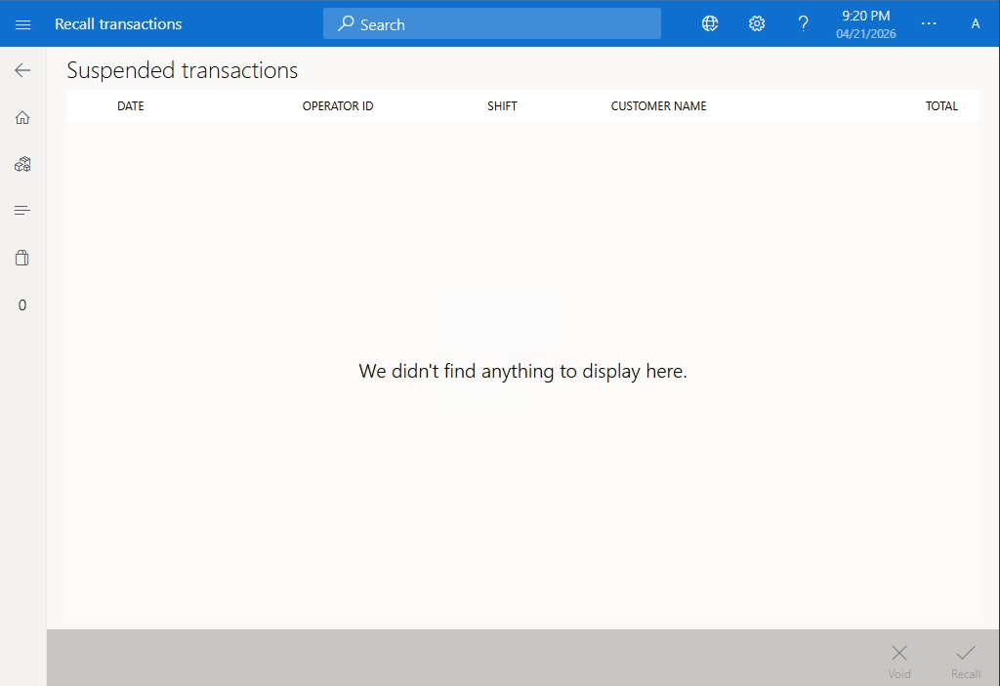 Recall transactions
Search
?
9:20 PM
04/21/2026
...
A
Suspended transactions
DATE OPERATOR ID SHIFT CUSTOMER NAME TOTAL
0
We didn't find anything to display here.
Void
Recall